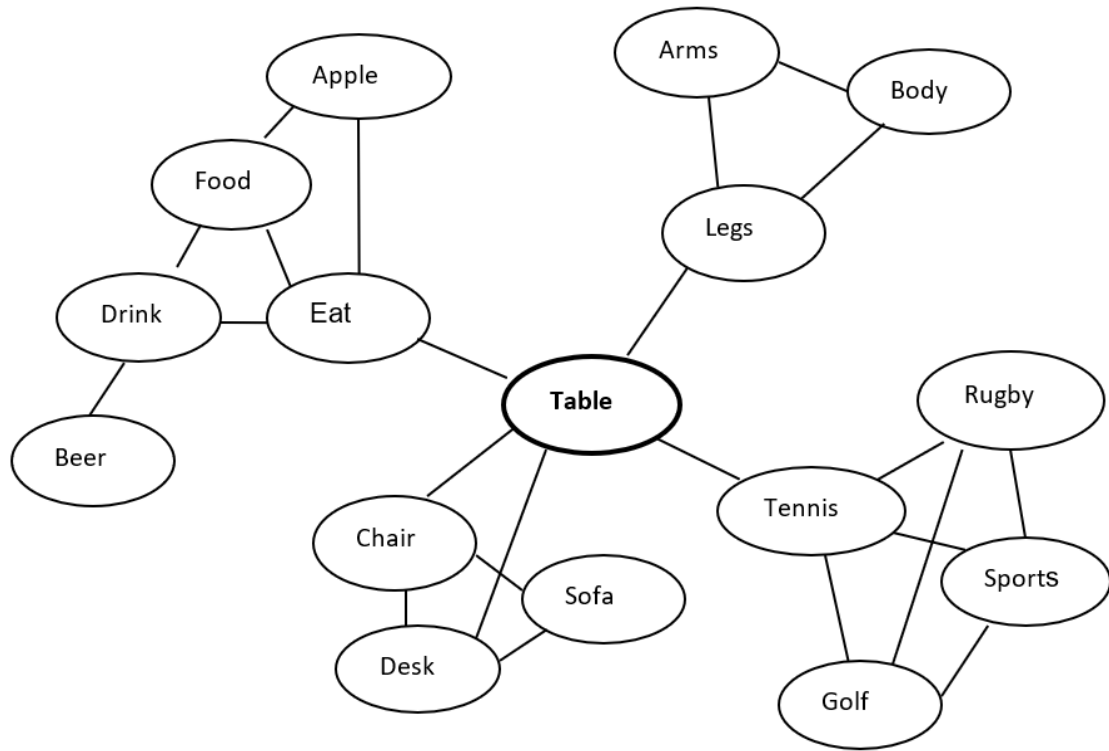 Arms
Apple
Body
Food
Legs
Drink
Eat
Table
Rugby
Beer
Tennis
Chair
Sports
Sofa
Desk
Golf